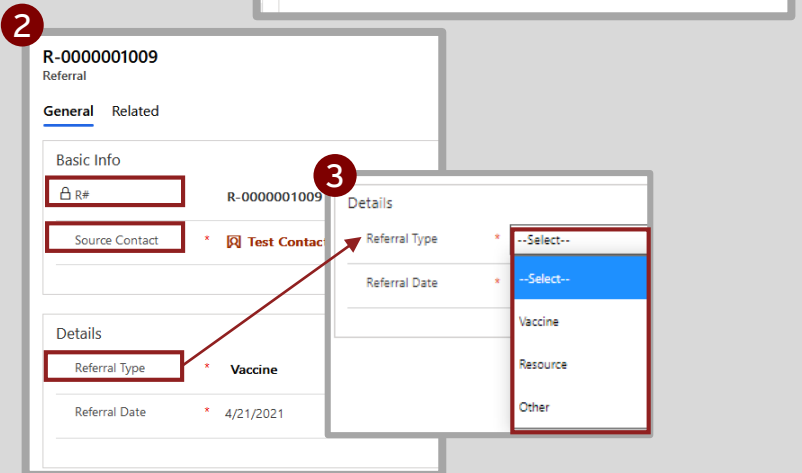 2
R-0000001009
Referral
General Related
Basic Info
R# R-0000001009
Source Contact * Test Contac
Details
Referral Type * Vaccine
Referral Date * 4/21/2021
3
Details
Referral Type * --Select--
Referral Date * --Select--
Vaccine
Resource
Other